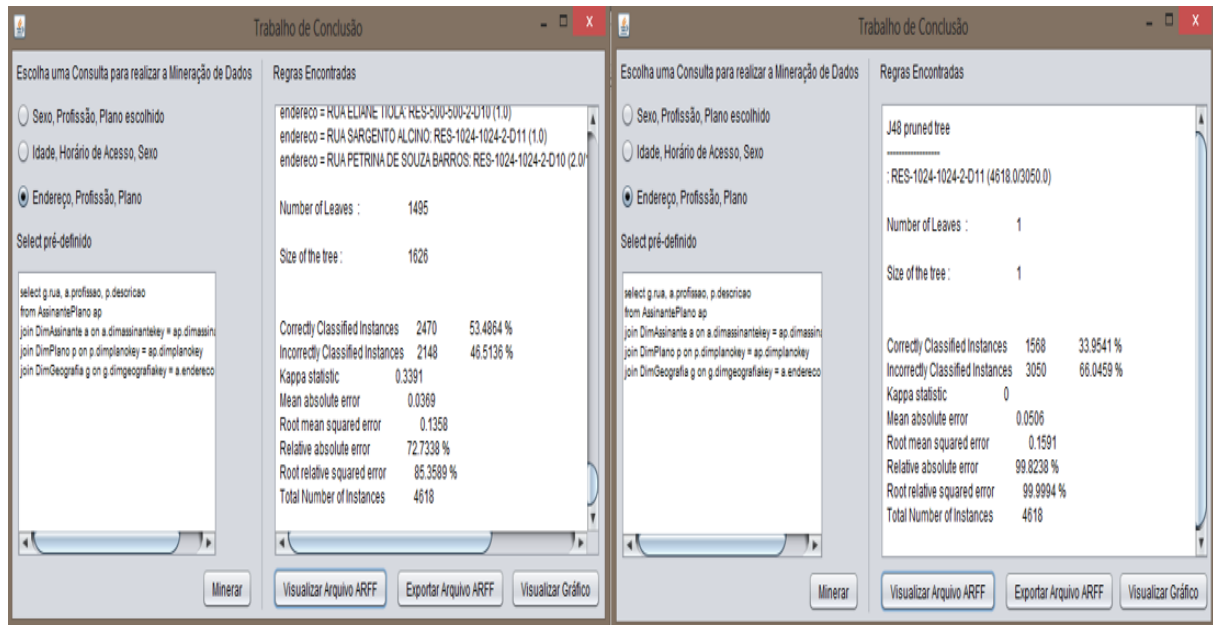 Trabalho de Conclusão
Escolha uma Consulta para realizar a Mineração de Dados
Sexo, Profissão, Plano escolhido
Idade, Horário de Acesso, Sexo
Endereço, Profissão, Plano
Select pré-definido
select g.rua, a.profissao, p.descricao
from AssinantePlano ap
join DimAssinante a on a.dimassinantekey = ap.dimassina
join DimPlano p on p.dimplanokey = ap.dimplanokey
join DimGeografia g on g.dimgeografiakey = a.endereco
Minerar
Regras Encontradas
endereco = RUA ELIANE TIOLA: RES-500-500-2-D10 (1.0)
endereco = RUA SARGENTO ALCINO: RES-1024-1024-2-D11 (1.0)
endereco = RUA PETRINA DE SOUZA BARROS: RES-1024-1024-2-D10 (2.0/
Number of Leaves : 1495
Size of the tree : 1626
Correctly Classified Instances 2470 53.4864 %
Incorrectly Classified Instances 2148 46.5136 %
Kappa statistic 0.3391
Mean absolute error 0.0369
Root mean squared error 0.1358
Relative absolute error 72.7338 %
Root relative squared error 85.3589 %
Total Number of Instances 4618
Visualizar Arquivo ARFF
Exportar Arquivo ARFF
Visualizar Gráfico
Trabalho de Conclusão
Escolha uma Consulta para realizar a Mineração de Dados
Sexo, Profissão, Plano escolhido
Idade, Horário de Acesso, Sexo
Endereço, Profissão, Plano
Select pré-definido
select g.rua, a.profissao, p.descricao
from AssinantePlano ap
join DimAssinante a on a.dimassinantekey = ap.dimassina
join DimPlano p on p.dimplanokey = ap.dimplanokey
join DimGeografia g on g.dimgeografiakey = a.endereco
Minerar
Regras Encontradas
J48 pruned tree
------------------
: RES-1024-1024-2-D11 (4618.0/3050.0)
Number of Leaves : 1
Size of the tree : 1
Correctly Classified Instances 1568 33.9541 %
Incorrectly Classified Instances 3050 66.0459 %
Kappa statistic 0
Mean absolute error 0.0506
Root mean squared error 0.1591
Relative absolute error 99.8238 %
Root relative squared error 99.9994 %
Total Number of Instances 4618
Visualizar Arquivo ARFF
Exportar Arquivo ARFF
Visualizar Gráfico